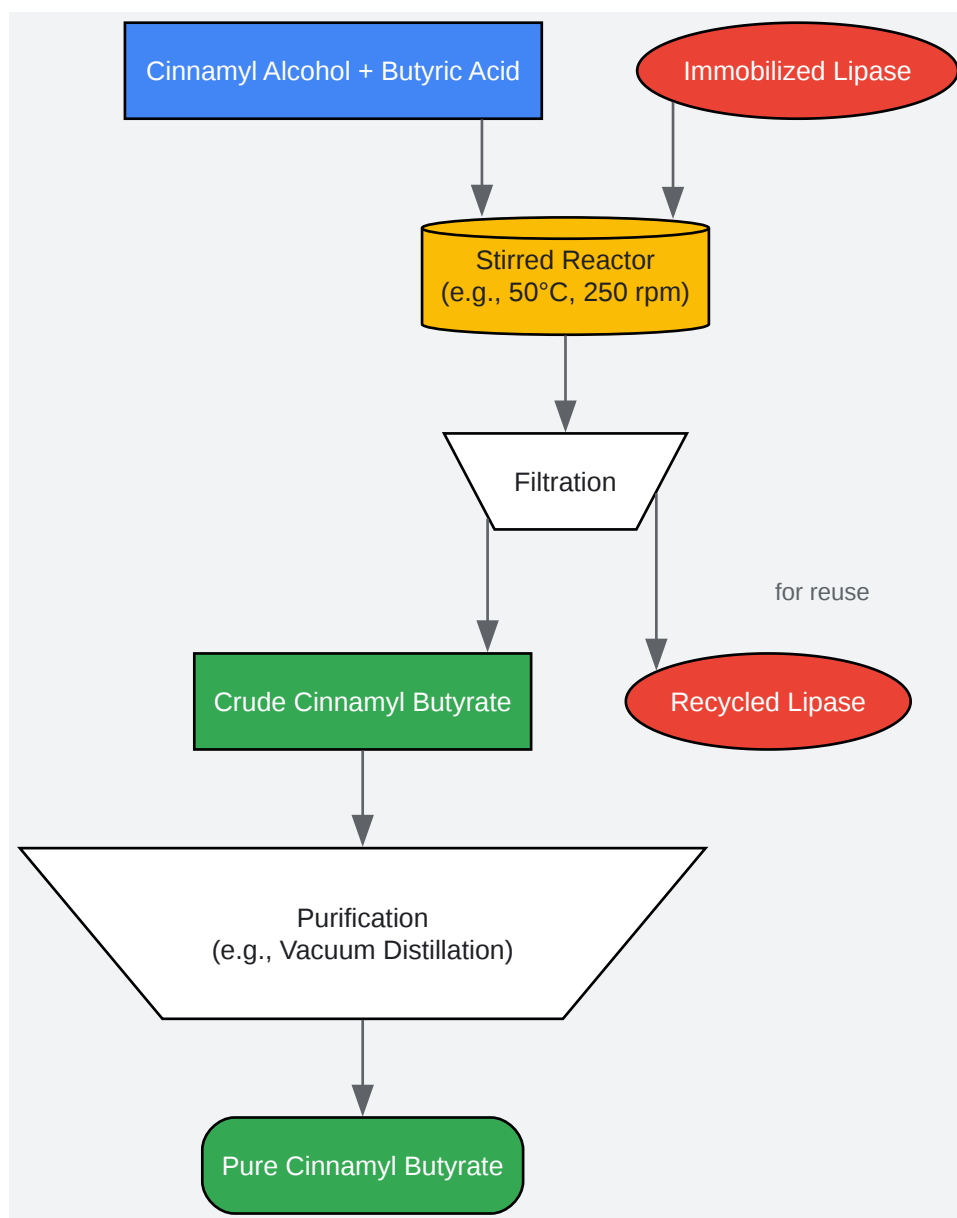 Cinnamyl Alcohol + Butyric Acid
Immobilized Lipase
Stirred Reactor
(e.g., 50°C, 250 rpm)
Filtration
for reuse
Crude Cinnamyl Butyrate
Recycled Lipase
Purification
(e.g., Vacuum Distillation)
Pure Cinnamyl Butyrate